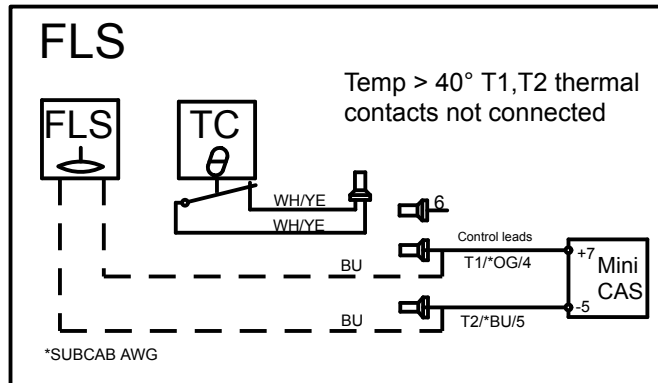 FLS
Temp > 40° T1,T2 thermal
contacts not connected
FLS
TC
WH/YE
WH/YE
6
Control leads
BU
T1/*OG/4
+7
Mini
CAS
BU
T2/*BU/5
-5
*SUBCAB AWG